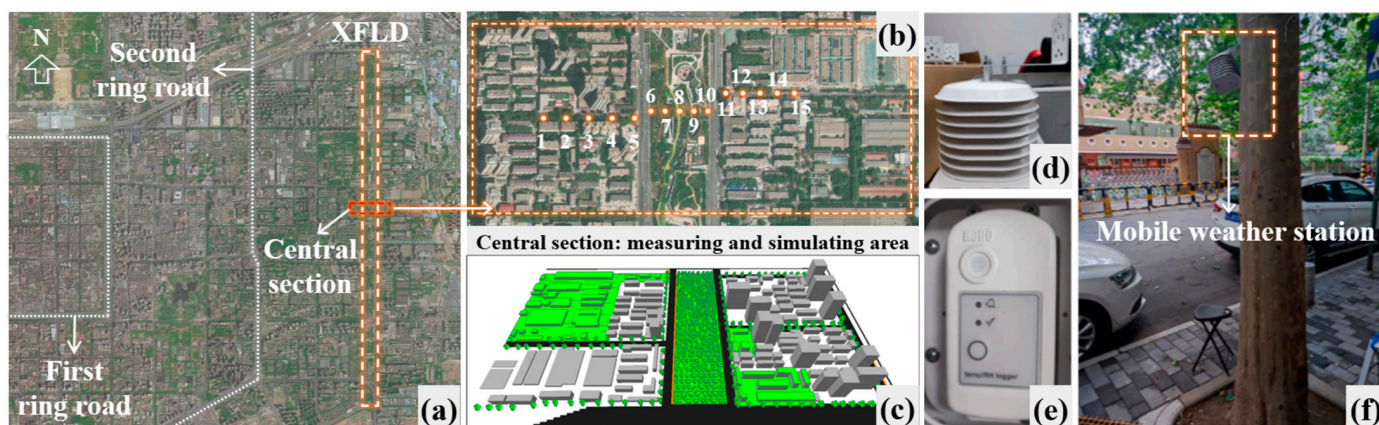 N
Second
ring road
XFLD
Central
section
First
ring road
(a)
(b)
1
2
3
4
5
6
7
8
9
10
11
12
13
14
15
Central section: measuring and simulating area
(c)
(d)
HOBO
temp/RH logger
(e)
Mobile weather station
(f)